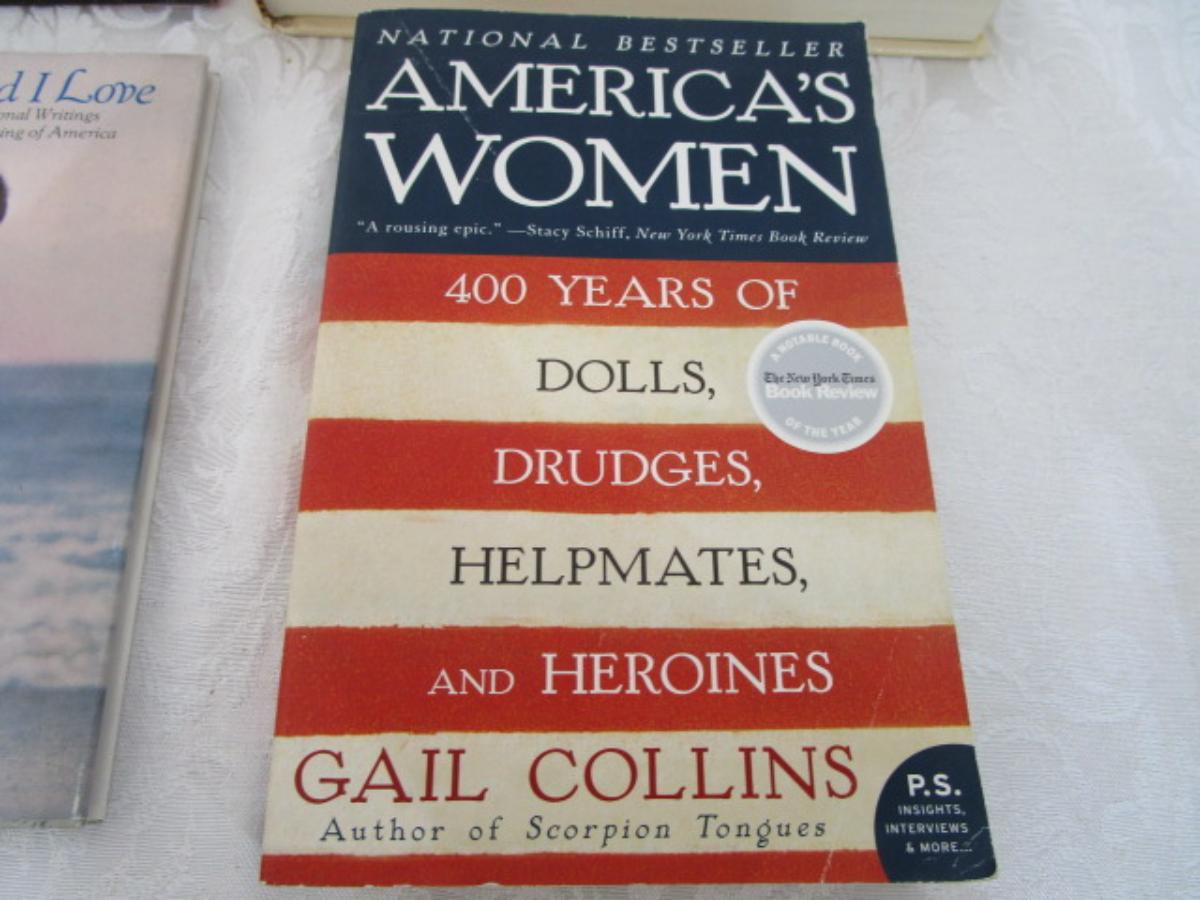 d I Love
onal Writings
ing of America
NATIONAL BESTSELLER
AMERICA'S
WOMEN
"A rousing epic." —Stacy Schiff, New York Times Book Review
400 YEARS OF
DOLLS,
A NOTABLE BOOK
The New York Times
Book Review
OF THE YEAR
DRUDGES,
HELPMATES,
AND HEROINES
GAIL COLLINS
Author of Scorpion Tongues
P.S.
INSIGHTS,
INTERVIEWS
& MORE...